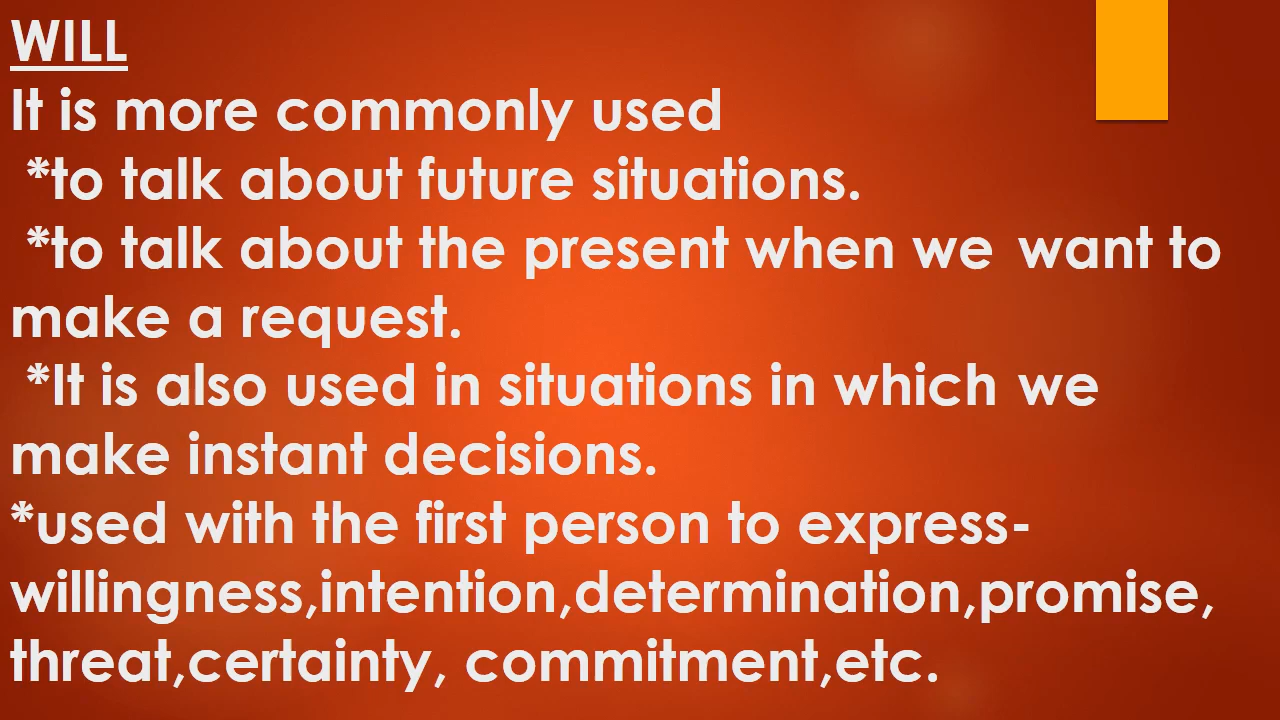 WILL
It is more commonly used
*to talk about future situations.
*to talk about the present when we want to
make a request.
*It is also used in situations in which we
make instant decisions.
*used with the first person to express-
willingness,intention,determination,promise,
threat,certainty, commitment,etc.